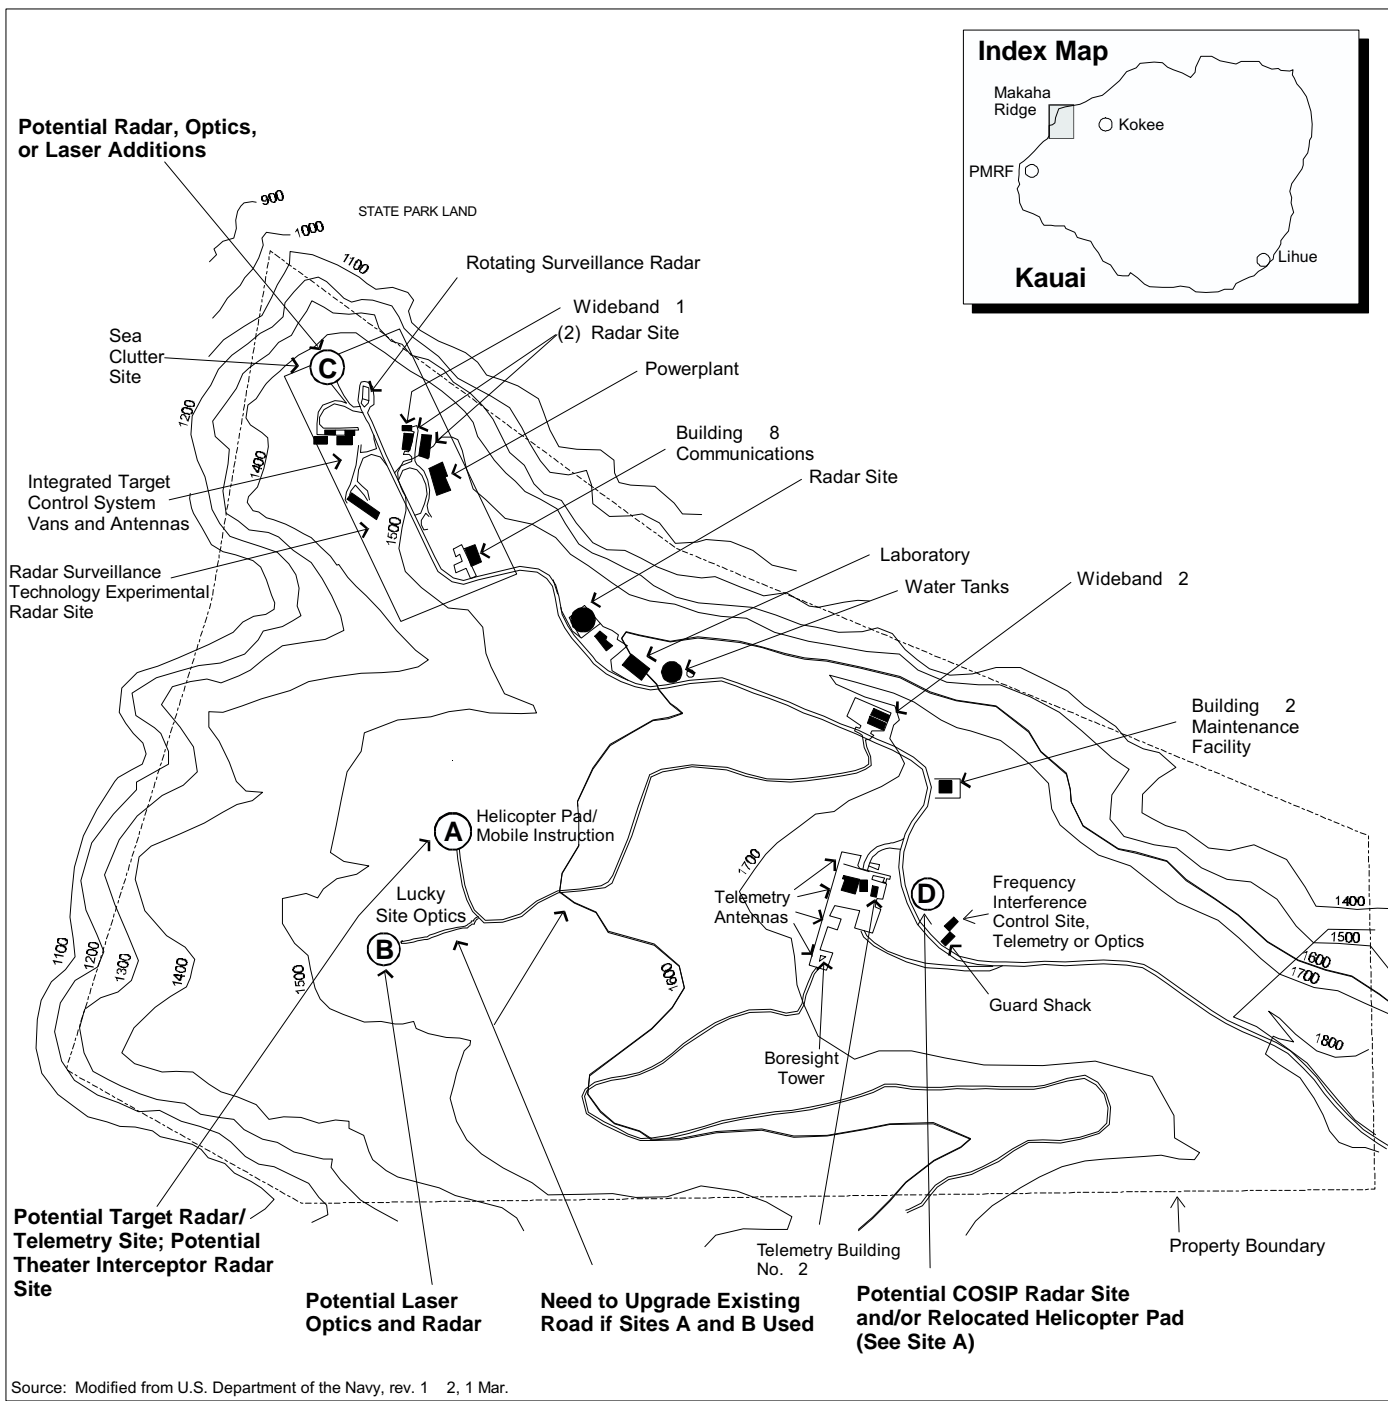 Index Map
Makaha
Ridge
Kokee
PMRF
Lihue
Kauai
Potential Radar, Optics,
or Laser Additions
900
STATE PARK LAND
1000
1100
Rotating Surveillance Radar
Wideband 1
(2) Radar Site
Sea
Clutter
Site
C
Powerplant
1200
1400
Building 8
Communications
Radar Site
Integrated Target
Control System
Vans and Antennas
1500
Laboratory
Water Tanks
Wideband 2
Radar Surveillance
Technology Experimental
Radar Site
Building 2
Maintenance
Facility
A
Helicopter Pad/
Mobile Instruction
1700
Lucky
Site Optics
B
Telemetry
Antennas
D
Frequency
Interference
Control Site,
Telemetry or Optics
1400
1500
1600
1700
1800
1100
1200
1300
1400
1500
1600
Guard Shack
Boresight
Tower
Potential Target Radar/
Telemetry Site; Potential
Theater Interceptor Radar
Site
Telemetry Building
No. 2
Property Boundary
Potential Laser
Optics and Radar
Need to Upgrade Existing
Road if Sites A and B Used
Potential COSIP Radar Site
and/or Relocated Helicopter Pad
(See Site A)
Source: Modified from U.S. Department of the Navy, rev. 1 2, 1 Mar.